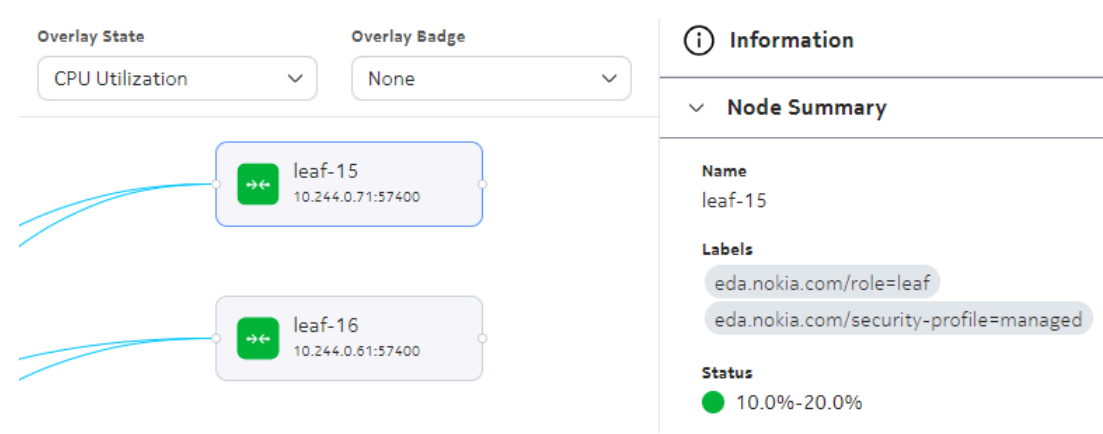 Overlay State
CPU Utilization
Overlay Badge
None
leaf-15
10.244.0.71:57400
leaf-16
10.244.0.61:57400
Information
Node Summary
Name
leaf-15
Labels
eda.nokia.com/role=leaf
eda.nokia.com/security-profile=managed
Status
10.0%-20.0%